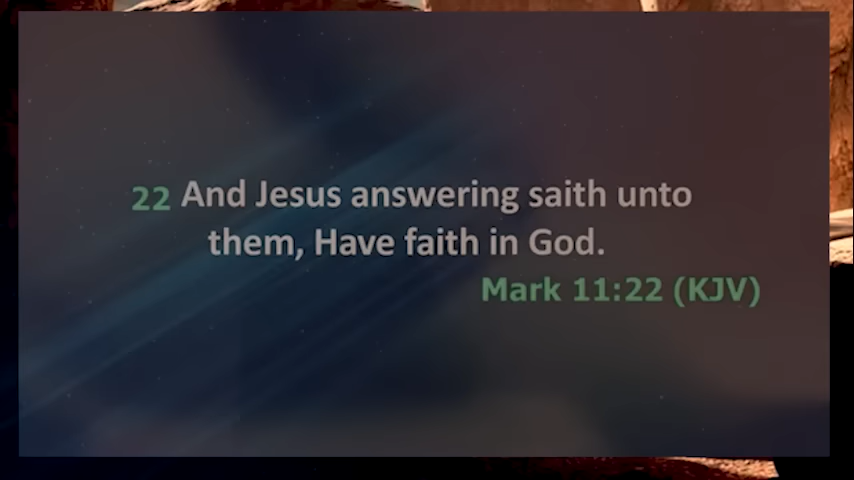 22 And Jesus answering saith unto
them, Have faith in God.
Mark 11:22 (KJV)